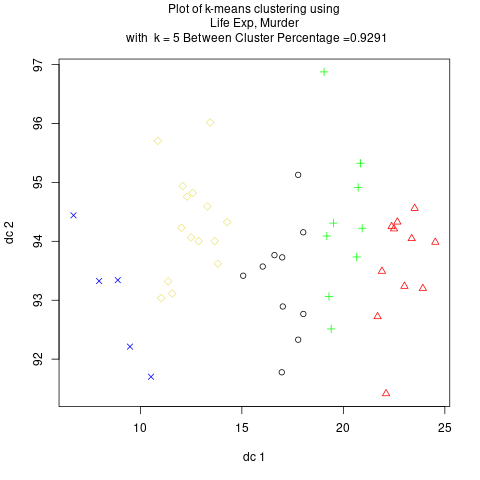 Plot of k-means clustering using
Life Exp, Murder
with k = 5 Between Cluster Percentage =0.9291
97
96
95
94
93
92
dc 2
10 15 20 25
dc 1